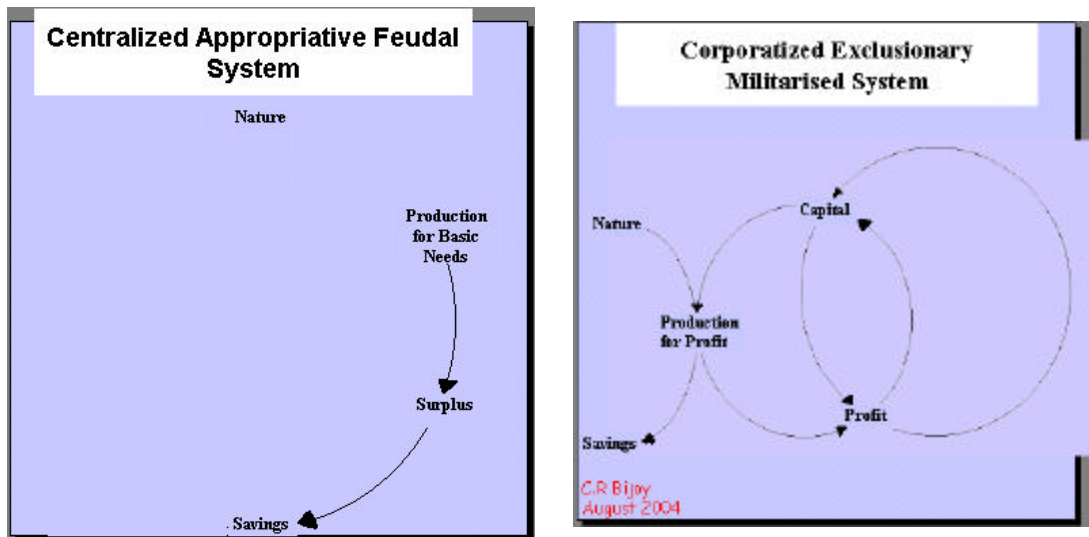 Centralized Appropriative Feudal
System
Nature
Production
for Basic
Needs
Surplus
Savings
Corporatized Exclusionary
Militarised System
Capital
Nature
Production
for Profit
Profit
Savings
C.R Bijoy
August 2004